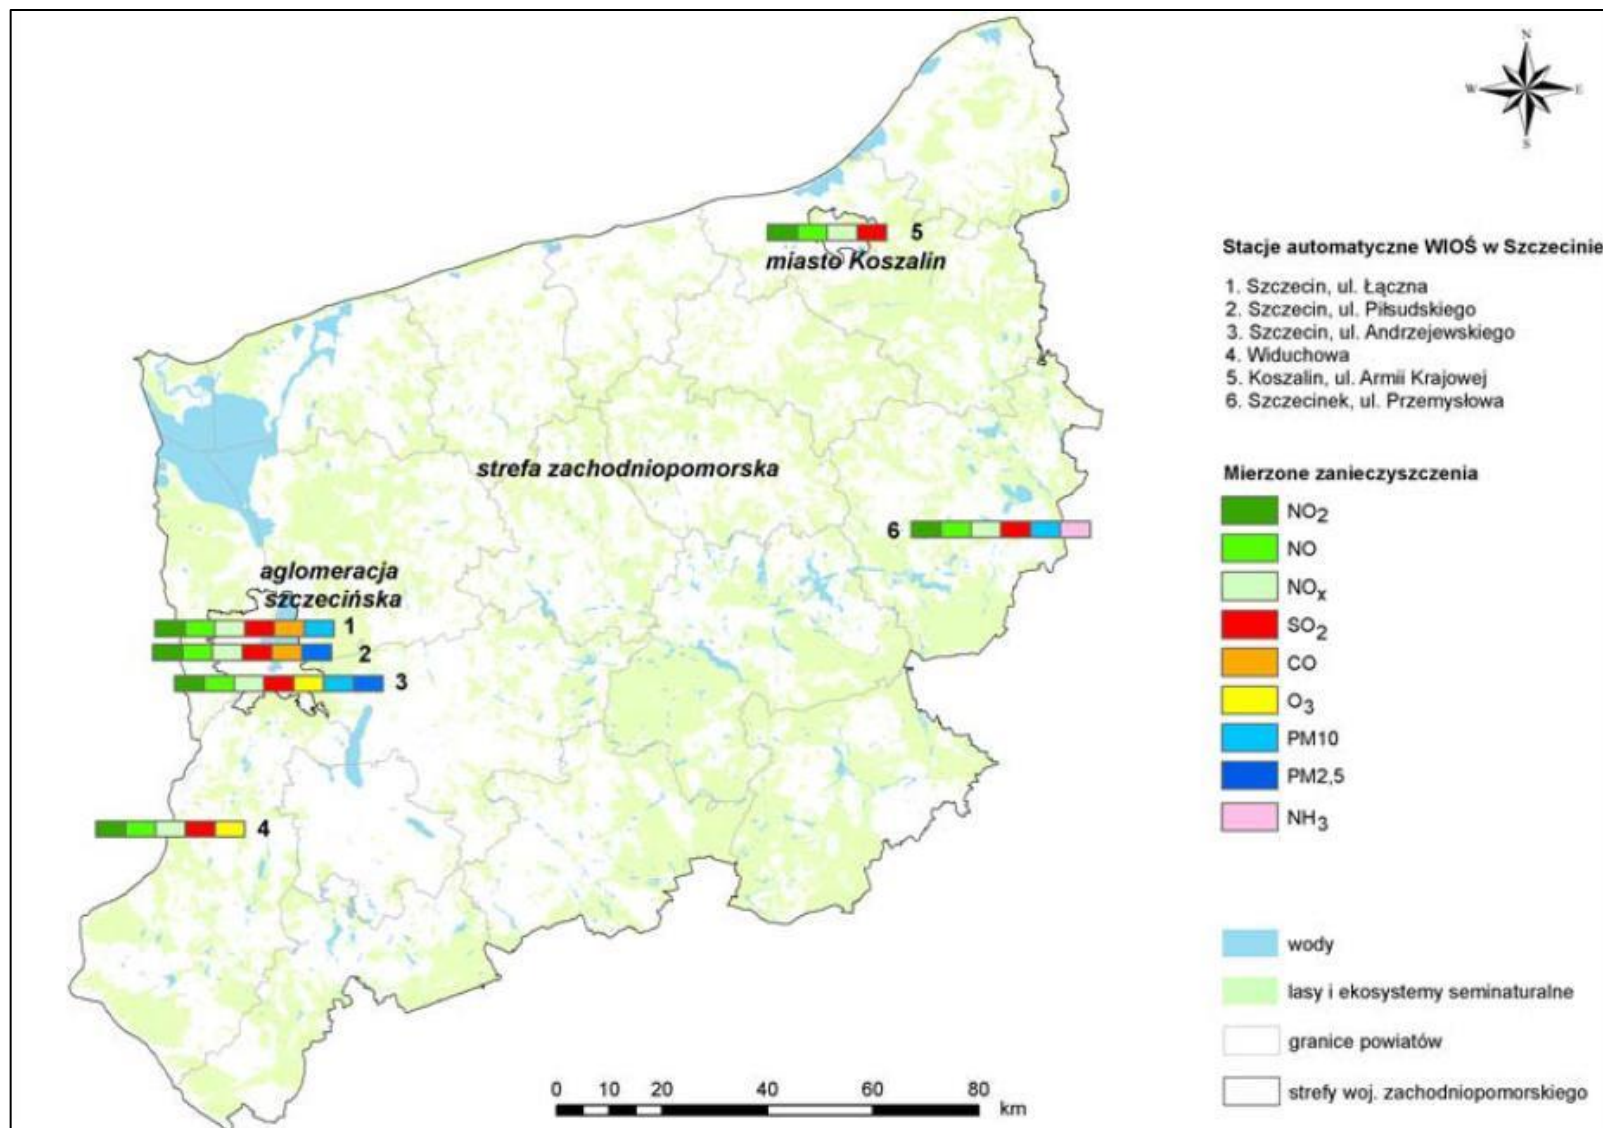 N
W E
S
5
miasto Koszalin
strefa zachodniopomorska
6
aglomeracja
szczecińska
1
2
3
4
0 10 20 40 60 80
km
Stacje automatyczne WIOŚ w Szczecinie
1. Szczecin, ul. Łączna
2. Szczecin, ul. Piłsudskiego
3. Szczecin, ul. Andrzejewskiego
4. Widuchowa
5. Koszalin, ul. Armii Krajowej
6. Szczecinek, ul. Przemysłowa
Mierzone zanieczyszczenia
NO2
NO
NOx
SO2
CO
O3
PM10
PM2,5
NH3
wody
lasy i ekosystemy seminaturalne
granice powiatów
strefy woj. zachodniopomorskiego